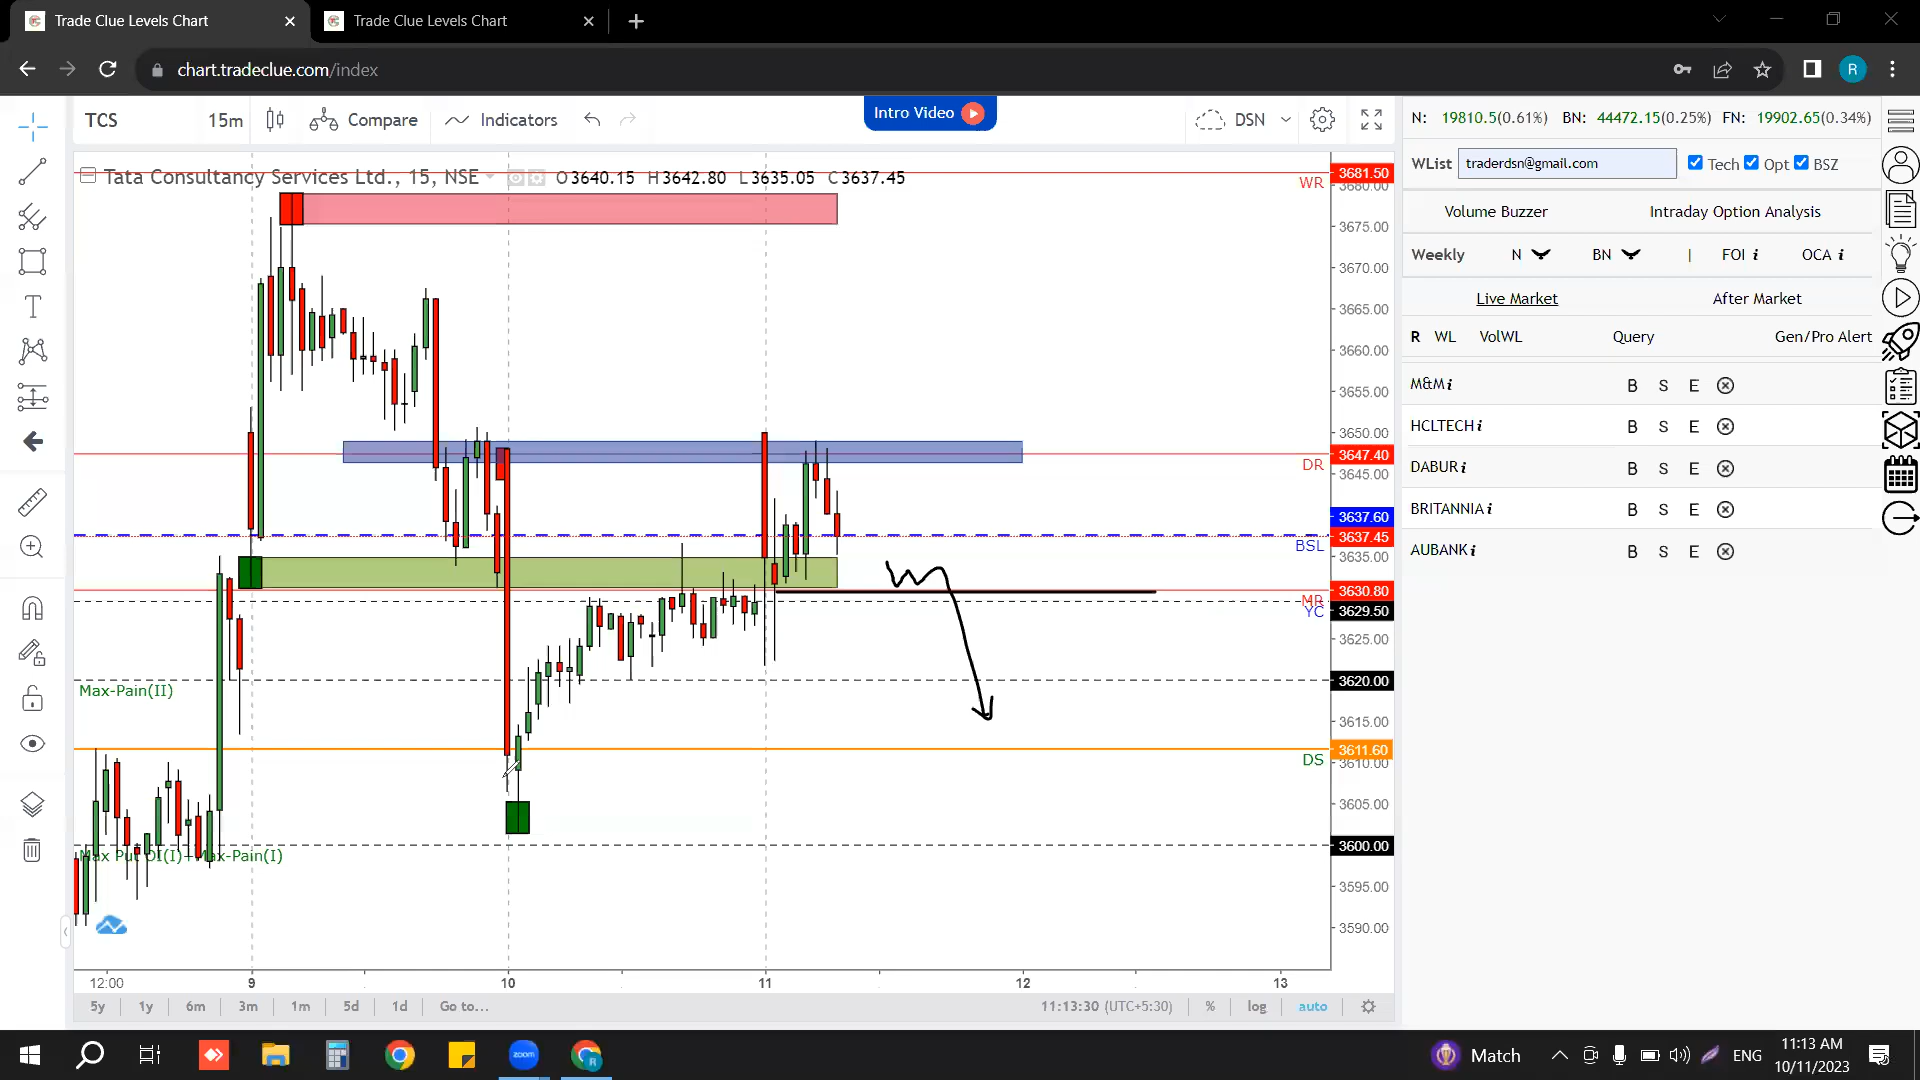 Trade Clue Levels Chart
Trade Clue Levels Chart
chart.tradeclue.com/index
R
TCS 15m Compare Indicators
Intro Video
DSN
Tata Consultancy Services Ltd., 15, NSE O3640.15 H3642.80 L3635.05 C3637.45
WR 3681.50
3680.00
3675.00
3670.00
3665.00
3660.00
3655.00
3650.00
3647.40
DR
3645.00
3637.60
3637.45
BSL
3635.00
3630.80
MR
YC 3629.50
3625.00
3620.00
Max-Pain(II)
3615.00
3611.60
DS 3610.00
3605.00
3600.00
Max Put OI(I)+Max-Pain(I)
3595.00
3590.00
12:00 9 10 11 12 13
5y 1y 6m 3m 1m 5d 1d Go to... 11:13:30 (UTC+5:30) % log auto
N: 19810.5(0.61%) BN: 44472.15(0.25%) FN: 19902.65(0.34%)
WList traderdsn@gmail.com Tech Opt BSZ
Volume Buzzer Intraday Option Analysis
Weekly N BN | FOI i OCA i
Live Market After Market
R WL VolWL Query Gen/Pro Alert
M&M i B S E
HCLTECH i B S E
DABUR i B S E
BRITANNIA i B S E
AUBANK i B S E
zoom
R
Match
ENG
11:13 AM
10/11/2023